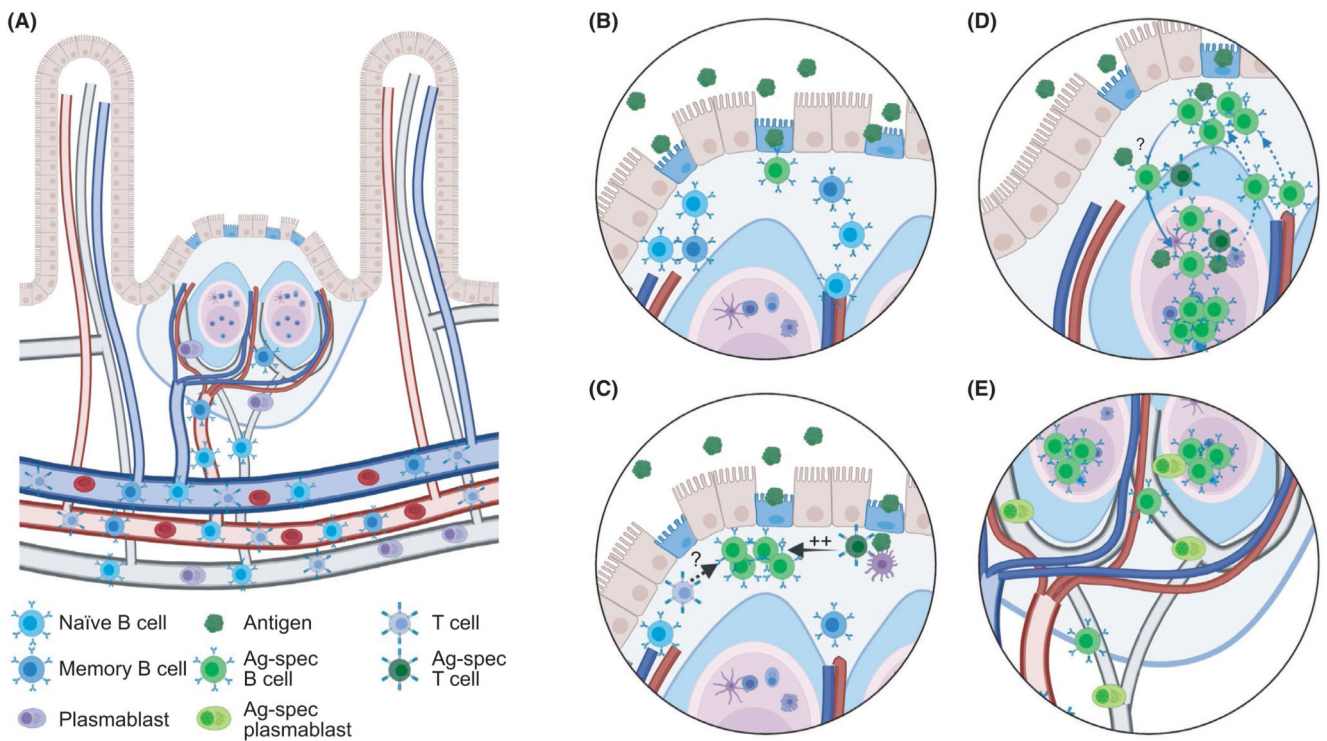 (A)
(B)
(D)
?
(C)
(E)
++
?
Naïve B cell
Antigen
T cell
Memory B cell
Ag-spec
B cell
Ag-spec
T cell
Plasmablast
Ag-spec
plasmablast